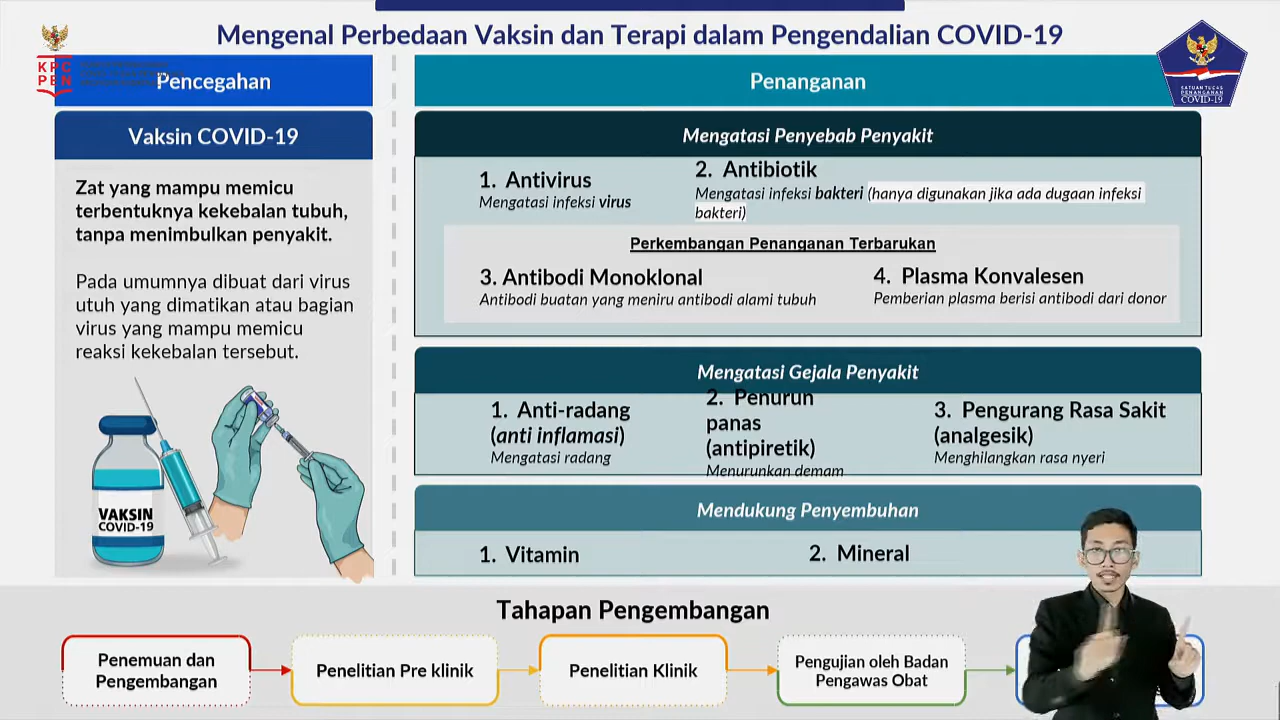 Mengenal Perbedaan Vaksin dan Terapi dalam Pengendalian COVID-19
KPC
PEN
SATUAN TUGAS
PENANGANAN
COVID-19
Pencegahan
Vaksin COVID-19
Zat yang mampu memicu
terbentuknya kekebalan tubuh,
tanpa menimbulkan penyakit.
Pada umumnya dibuat dari virus
utuh yang dimatikan atau bagian
virus yang mampu memicu
reaksi kekebalan tersebut.
VAKSIN
COVID-19
Penanganan
Mengatasi Penyebab Penyakit
1. Antivirus
Mengatasi infeksi virus
2. Antibiotik
Mengatasi infeksi bakteri (hanya digunakan jika ada dugaan infeksi
bakteri)
Perkembangan Penanganan Terbarukan
3. Antibodi Monoklonal
Antibodi buatan yang meniru antibodi alami tubuh
4. Plasma Konvalesen
Pemberian plasma berisi antibodi dari donor
Mengatasi Gejala Penyakit
1. Anti-radang
(anti inflamasi)
Mengatasi radang
2. Penurun
panas
(antipiretik)
Menurunkan demam
3. Pengurang Rasa Sakit
(analgesik)
Menghilangkan rasa nyeri
Mendukung Penyembuhan
1. Vitamin
2. Mineral
Tahapan Pengembangan
Penemuan dan
Pengembangan
Penelitian Pre klinik
Penelitian Klinik
Pengujian oleh Badan
Pengawas Obat